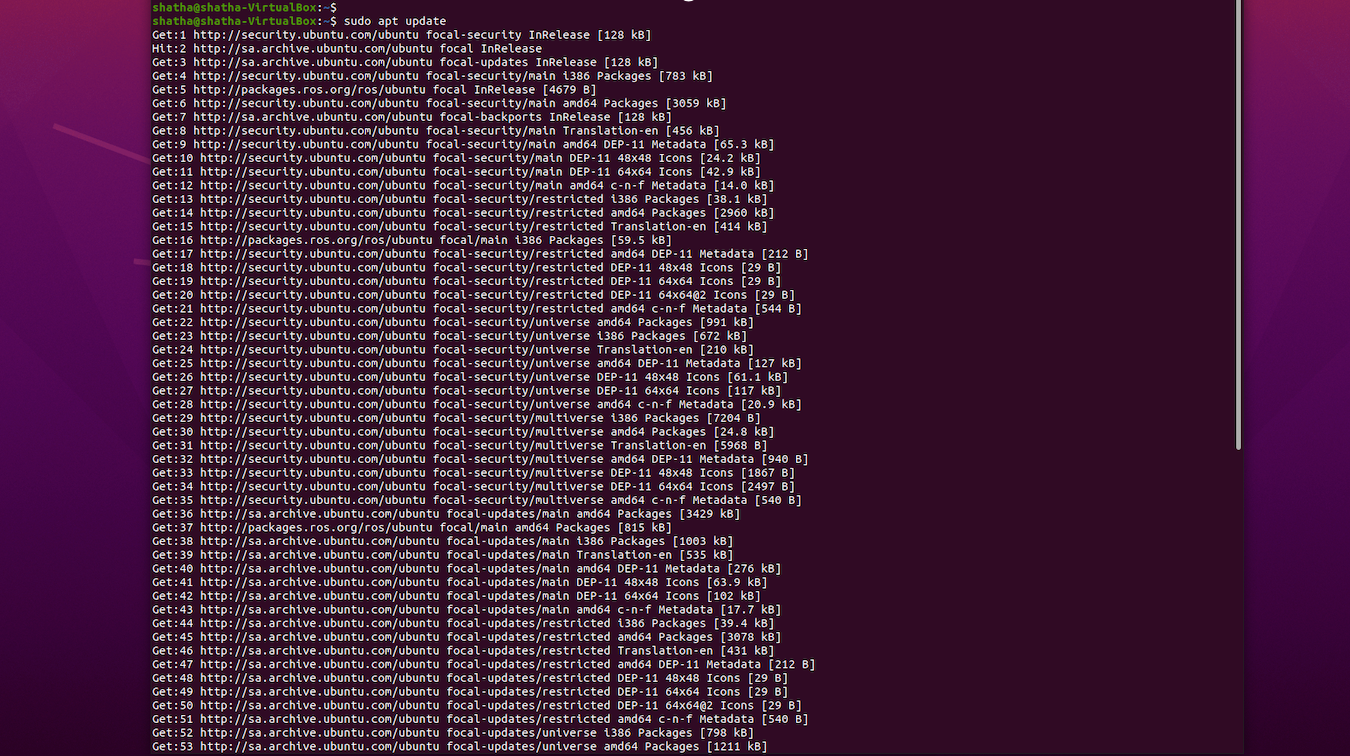 shatha@shatha-VirtualBox:~$
shatha@shatha-VirtualBox:~$ sudo apt update
Get:1 http://security.ubuntu.com/ubuntu focal-security InRelease [128 kB]
Hit:2 http://sa.archive.ubuntu.com/ubuntu focal InRelease
Get:3 http://sa.archive.ubuntu.com/ubuntu focal-updates InRelease [128 kB]
Get:4 http://security.ubuntu.com/ubuntu focal-security/main i386 Packages [783 kB]
Get:5 http://packages.ros.org/ros/ubuntu focal InRelease [4679 B]
Get:6 http://security.ubuntu.com/ubuntu focal-security/main amd64 Packages [3059 kB]
Get:7 http://sa.archive.ubuntu.com/ubuntu focal-backports InRelease [128 kB]
Get:8 http://security.ubuntu.com/ubuntu focal-security/main Translation-en [456 kB]
Get:9 http://security.ubuntu.com/ubuntu focal-security/main amd64 DEP-11 Metadata [65.3 kB]
Get:10 http://security.ubuntu.com/ubuntu focal-security/main DEP-11 48x48 Icons [24.2 kB]
Get:11 http://security.ubuntu.com/ubuntu focal-security/main DEP-11 64x64 Icons [42.9 kB]
Get:12 http://security.ubuntu.com/ubuntu focal-security/main amd64 c-n-f Metadata [14.0 kB]
Get:13 http://security.ubuntu.com/ubuntu focal-security/restricted i386 Packages [38.1 kB]
Get:14 http://security.ubuntu.com/ubuntu focal-security/restricted amd64 Packages [2960 kB]
Get:15 http://security.ubuntu.com/ubuntu focal-security/restricted Translation-en [414 kB]
Get:16 http://packages.ros.org/ros/ubuntu focal/main i386 Packages [59.5 kB]
Get:17 http://security.ubuntu.com/ubuntu focal-security/restricted amd64 DEP-11 Metadata [212 B]
Get:18 http://security.ubuntu.com/ubuntu focal-security/restricted DEP-11 48x48 Icons [29 B]
Get:19 http://security.ubuntu.com/ubuntu focal-security/restricted DEP-11 64x64 Icons [29 B]
Get:20 http://security.ubuntu.com/ubuntu focal-security/restricted DEP-11 64x64@2 Icons [29 B]
Get:21 http://security.ubuntu.com/ubuntu focal-security/restricted amd64 c-n-f Metadata [544 B]
Get:22 http://security.ubuntu.com/ubuntu focal-security/universe amd64 Packages [991 kB]
Get:23 http://security.ubuntu.com/ubuntu focal-security/universe i386 Packages [672 kB]
Get:24 http://security.ubuntu.com/ubuntu focal-security/universe Translation-en [210 kB]
Get:25 http://security.ubuntu.com/ubuntu focal-security/universe amd64 DEP-11 Metadata [127 kB]
Get:26 http://security.ubuntu.com/ubuntu focal-security/universe DEP-11 48x48 Icons [61.1 kB]
Get:27 http://security.ubuntu.com/ubuntu focal-security/universe DEP-11 64x64 Icons [117 kB]
Get:28 http://security.ubuntu.com/ubuntu focal-security/universe amd64 c-n-f Metadata [20.9 kB]
Get:29 http://security.ubuntu.com/ubuntu focal-security/multiverse i386 Packages [7204 B]
Get:30 http://security.ubuntu.com/ubuntu focal-security/multiverse amd64 Packages [24.8 kB]
Get:31 http://security.ubuntu.com/ubuntu focal-security/multiverse Translation-en [5968 B]
Get:32 http://security.ubuntu.com/ubuntu focal-security/multiverse amd64 DEP-11 Metadata [940 B]
Get:33 http://security.ubuntu.com/ubuntu focal-security/multiverse DEP-11 48x48 Icons [1867 B]
Get:34 http://security.ubuntu.com/ubuntu focal-security/multiverse DEP-11 64x64 Icons [2497 B]
Get:35 http://security.ubuntu.com/ubuntu focal-security/multiverse amd64 c-n-f Metadata [540 B]
Get:36 http://sa.archive.ubuntu.com/ubuntu focal-updates/main amd64 Packages [3429 kB]
Get:37 http://packages.ros.org/ros/ubuntu focal/main amd64 Packages [815 kB]
Get:38 http://sa.archive.ubuntu.com/ubuntu focal-updates/main i386 Packages [1003 kB]
Get:39 http://sa.archive.ubuntu.com/ubuntu focal-updates/main Translation-en [535 kB]
Get:40 http://sa.archive.ubuntu.com/ubuntu focal-updates/main amd64 DEP-11 Metadata [276 kB]
Get:41 http://sa.archive.ubuntu.com/ubuntu focal-updates/main DEP-11 48x48 Icons [63.9 kB]
Get:42 http://sa.archive.ubuntu.com/ubuntu focal-updates/main DEP-11 64x64 Icons [102 kB]
Get:43 http://sa.archive.ubuntu.com/ubuntu focal-updates/main amd64 c-n-f Metadata [17.7 kB]
Get:44 http://sa.archive.ubuntu.com/ubuntu focal-updates/restricted i386 Packages [39.4 kB]
Get:45 http://sa.archive.ubuntu.com/ubuntu focal-updates/restricted amd64 Packages [3078 kB]
Get:46 http://sa.archive.ubuntu.com/ubuntu focal-updates/restricted Translation-en [431 kB]
Get:47 http://sa.archive.ubuntu.com/ubuntu focal-updates/restricted amd64 DEP-11 Metadata [212 B]
Get:48 http://sa.archive.ubuntu.com/ubuntu focal-updates/restricted DEP-11 48x48 Icons [29 B]
Get:49 http://sa.archive.ubuntu.com/ubuntu focal-updates/restricted DEP-11 64x64 Icons [29 B]
Get:50 http://sa.archive.ubuntu.com/ubuntu focal-updates/restricted DEP-11 64x64@2 Icons [29 B]
Get:51 http://sa.archive.ubuntu.com/ubuntu focal-updates/restricted amd64 c-n-f Metadata [540 B]
Get:52 http://sa.archive.ubuntu.com/ubuntu focal-updates/universe i386 Packages [798 kB]
Get:53 http://sa.archive.ubuntu.com/ubuntu focal-updates/universe amd64 Packages [1211 kB]